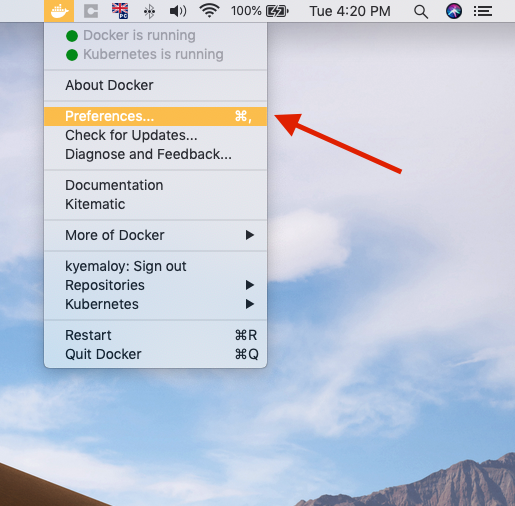 100% Tue 4:20 PM
Docker is running
Kubernetes is running
About Docker
Preferences... ⌘,
Check for Updates...
Diagnose and Feedback...
Documentation
Kitematic
More of Docker
kyemaloy: Sign out
Repositories
Kubernetes
Restart ⌘R
Quit Docker ⌘Q